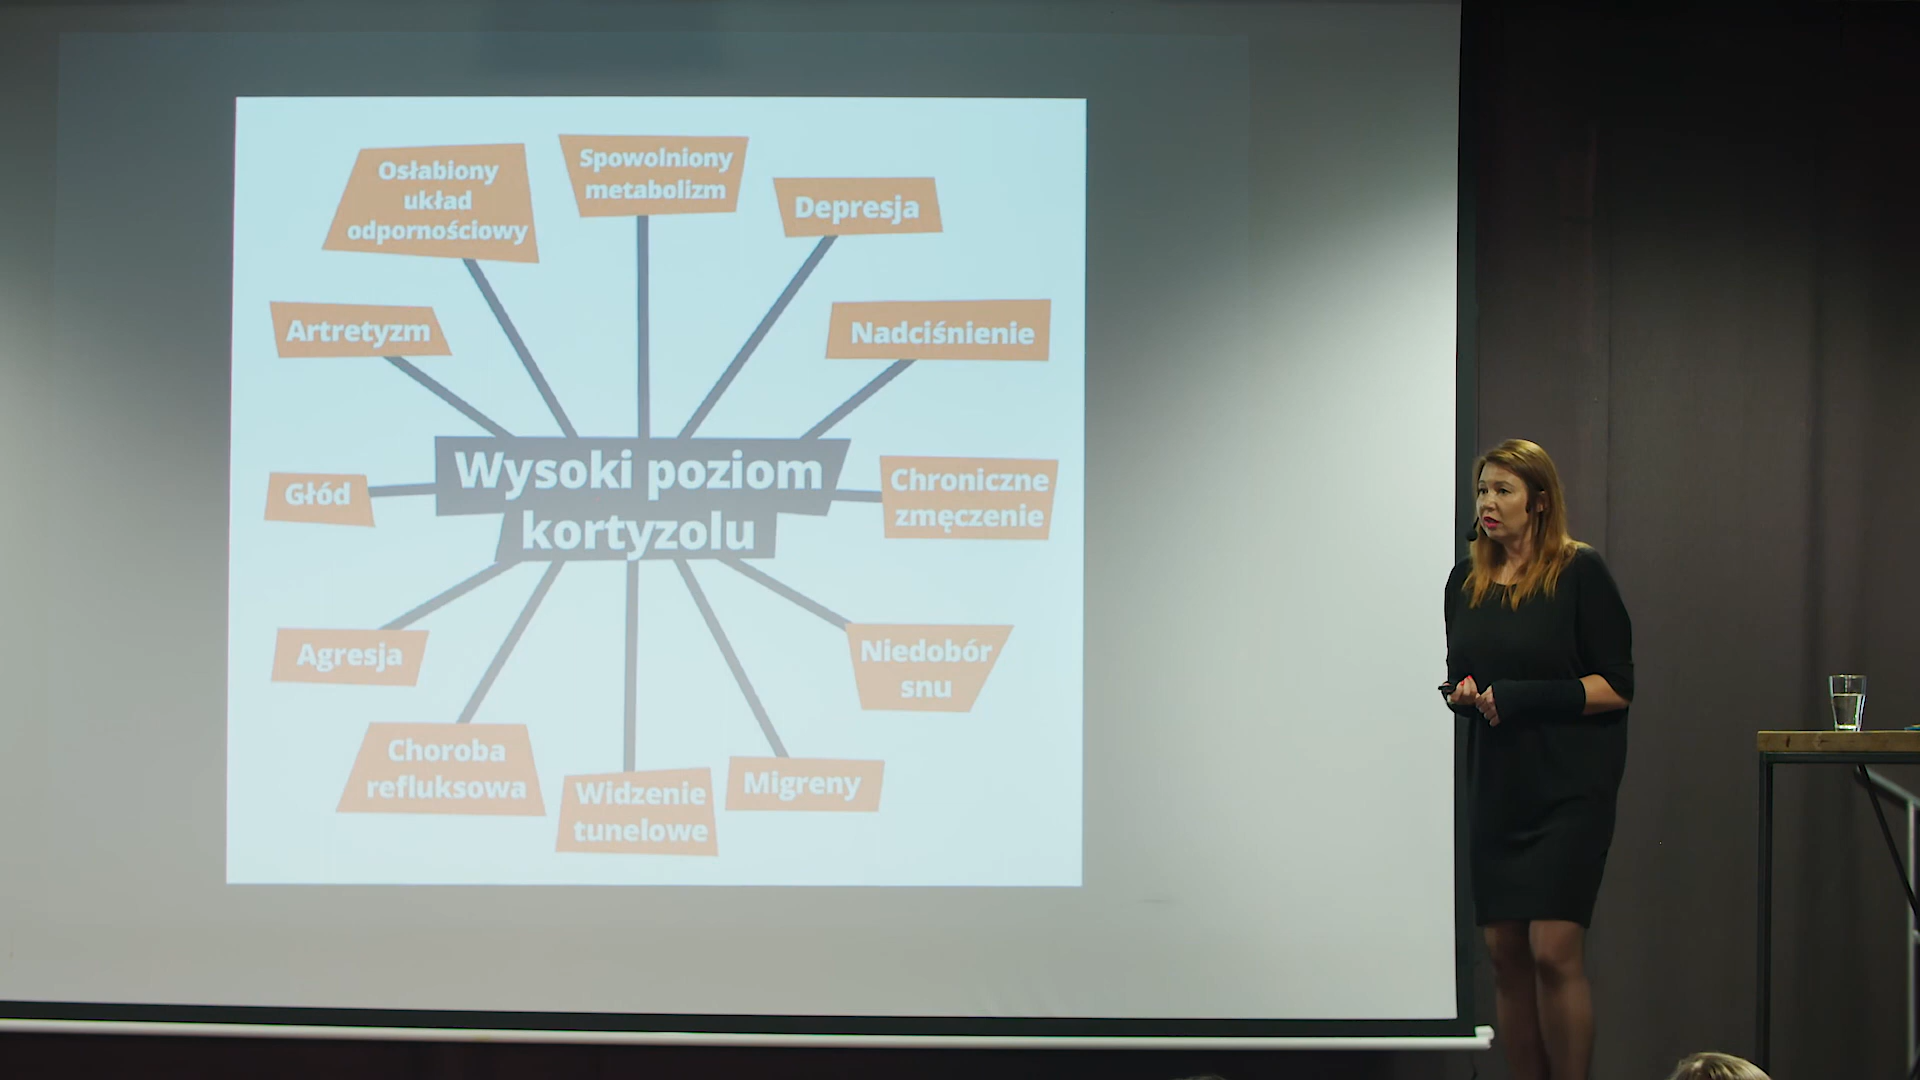 Osłabiony
układ
odpornościowy
Spowolniony
metabolizm
Depresja
Artretyzm
Nadciśnienie
Wysoki poziom
kortyzolu
Głód
Chroniczne
zmęczenie
Agresja
Niedobór
snu
Choroba
refluksowa
Widzenie
tunelowe
Migreny